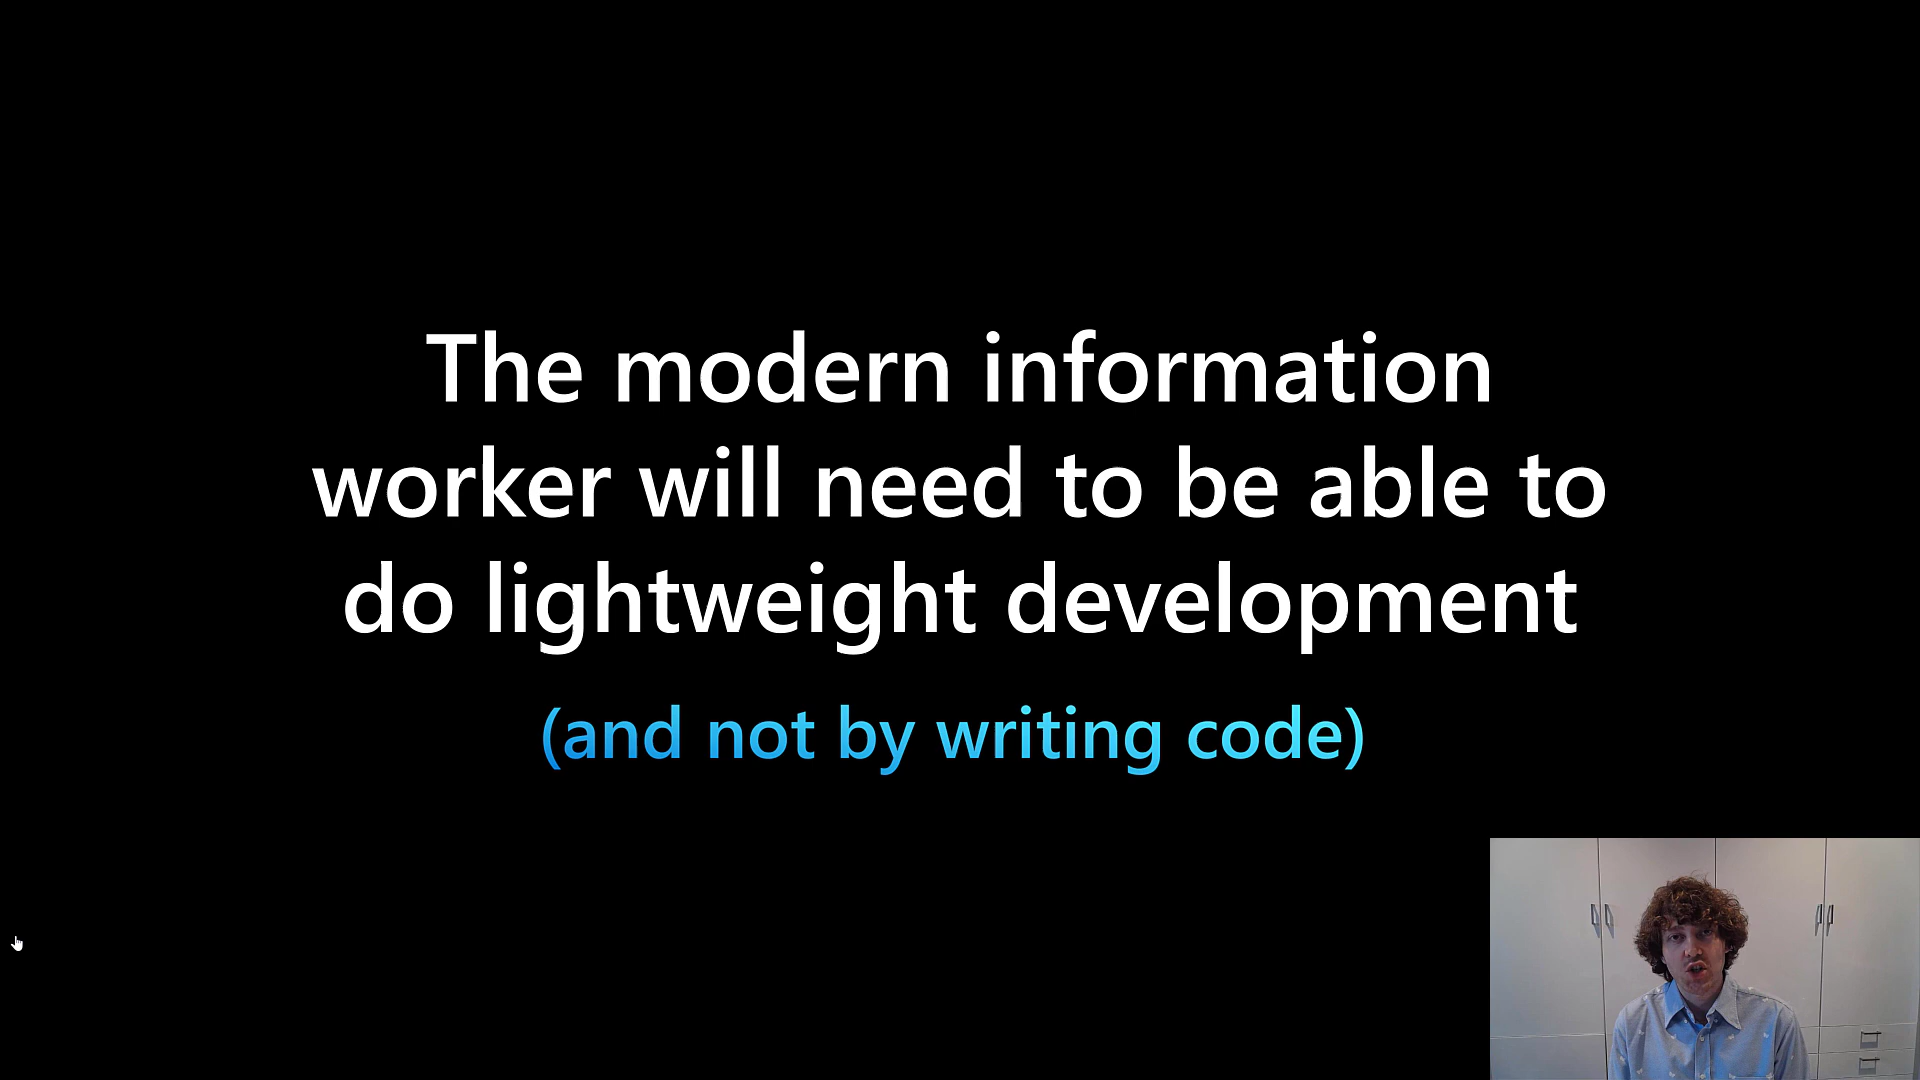 The modern information
worker will need to be able to
do lightweight development
(and not by writing code)